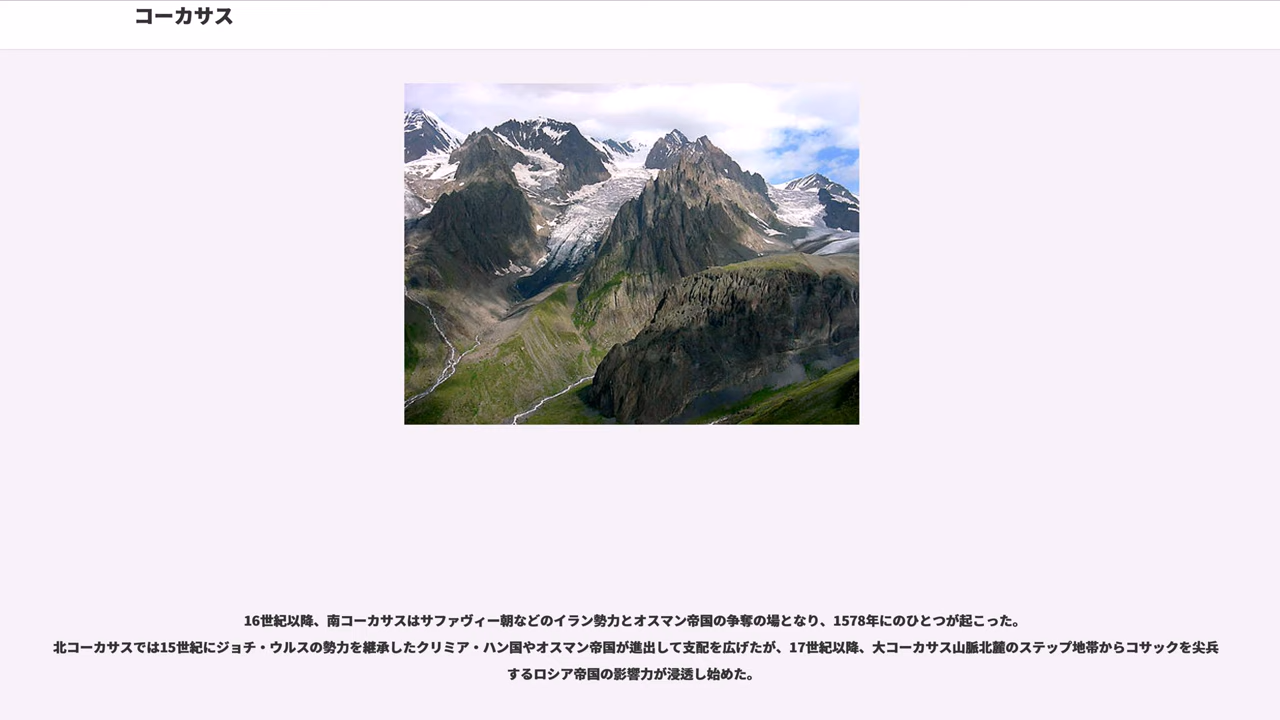 コーカサス
16世紀以降、南コーカサスはサファヴィー朝などのイラン勢力とオスマン帝国の争奪の場となり、1578年にのひとつが起こった。
北コーカサスでは15世紀にジョチ・ウルスの勢力を継承したクリミア・ハン国やオスマン帝国が進出して支配を広げたが、17世紀以降、大コーカサス山脈北麓のステップ地帯からコサックを尖兵
するロシア帝国の影響力が浸透し始めた。